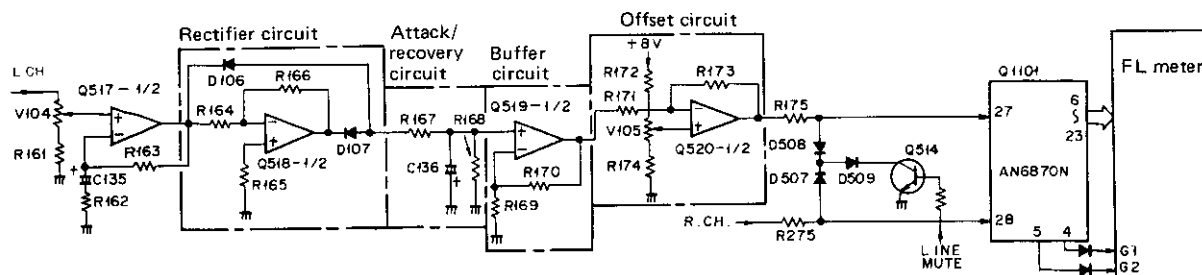 Rectifier circuit
Attack/
recovery
circuit
Buffer
circuit
Offset circuit
+8V
L CH
Q517-1/2
V104
R161
R163
C135
+
R162
D106
R166
R164
Q518-1/2
D107
R165
R167
R168
C136
+
Q519-1/2
R170
R169
R172
R171
V105
R174
R173
Q520-1/2
R175
D508
D507
D509
Q514
R.CH.
R275
LINE
MUTE
Q1101
27
28
6
23
AN6870N
5 4
FL meter
G1
G2